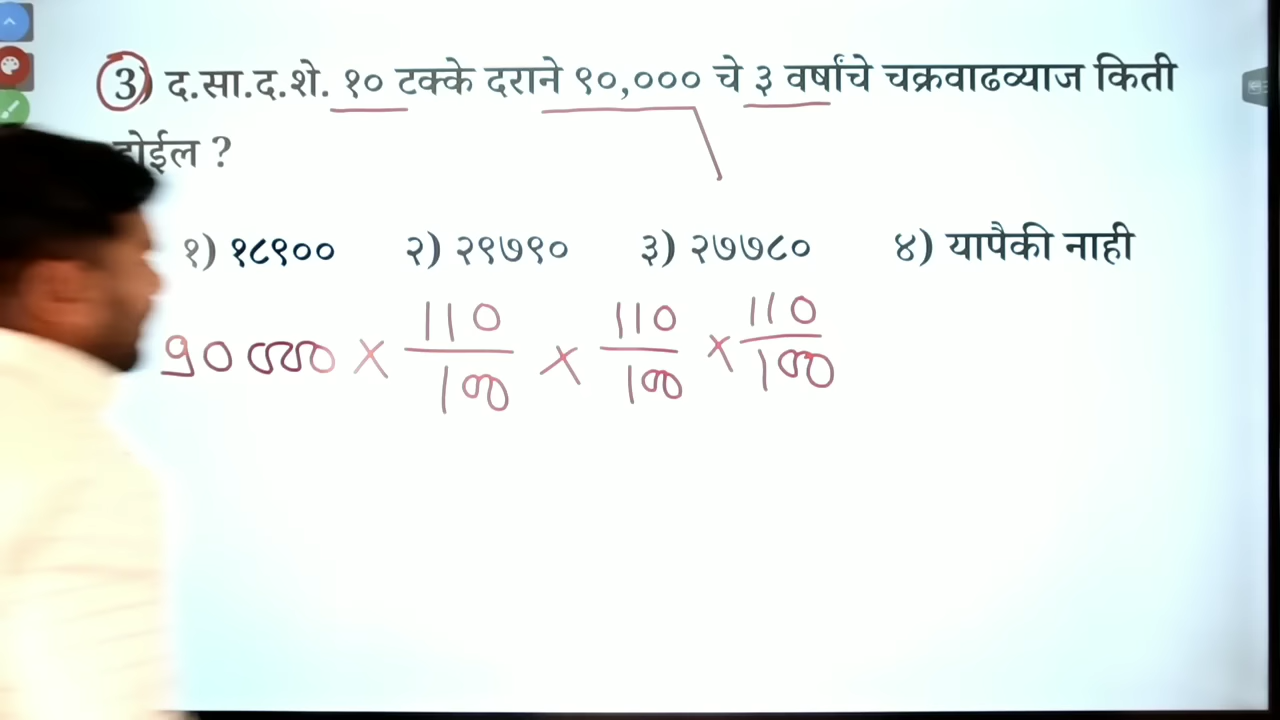 3) द.सा.द.शे. १० टक्के दराने ९०,००० चे ३ वर्षांचे चक्रवाढव्याज किती
होईल ?
१) १८९०० २) २९७९० ३) २७७८० ४) यापैकी नाही
90000 × 110/100 × 110/100 × 110/100